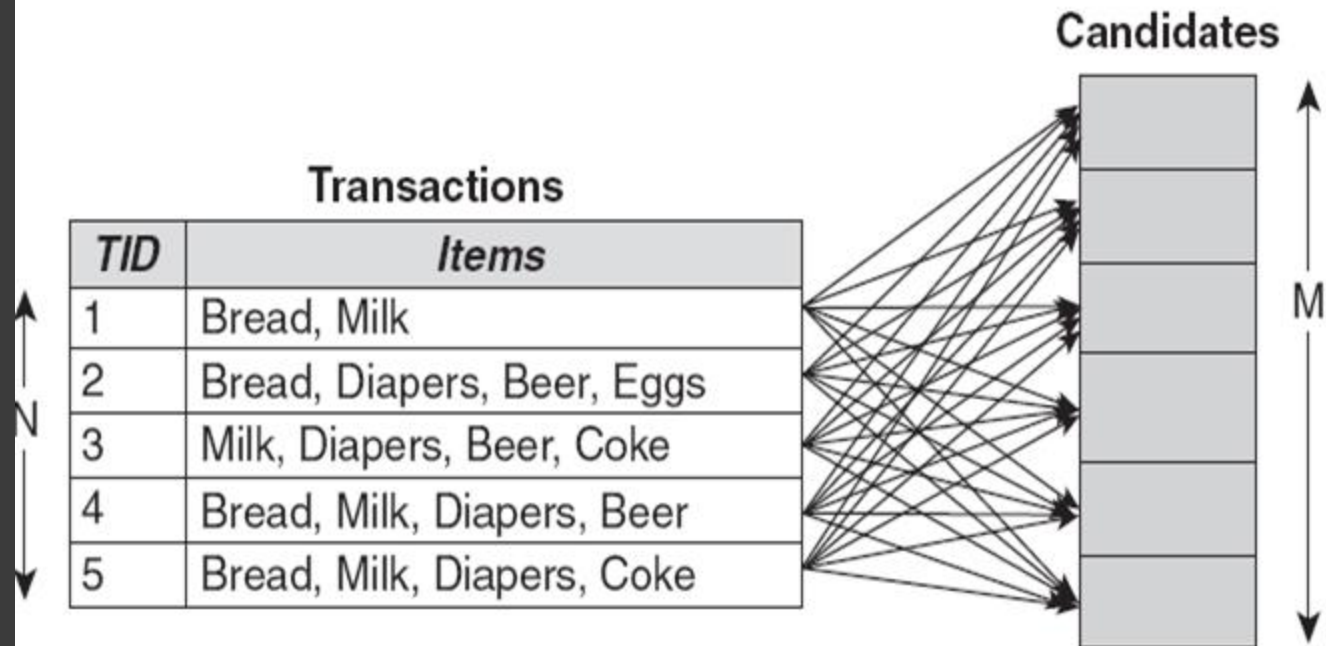 Candidates
Transactions
TID Items
1 Bread, Milk
2 Bread, Diapers, Beer, Eggs
3 Milk, Diapers, Beer, Coke
4 Bread, Milk, Diapers, Beer
5 Bread, Milk, Diapers, Coke
N
M